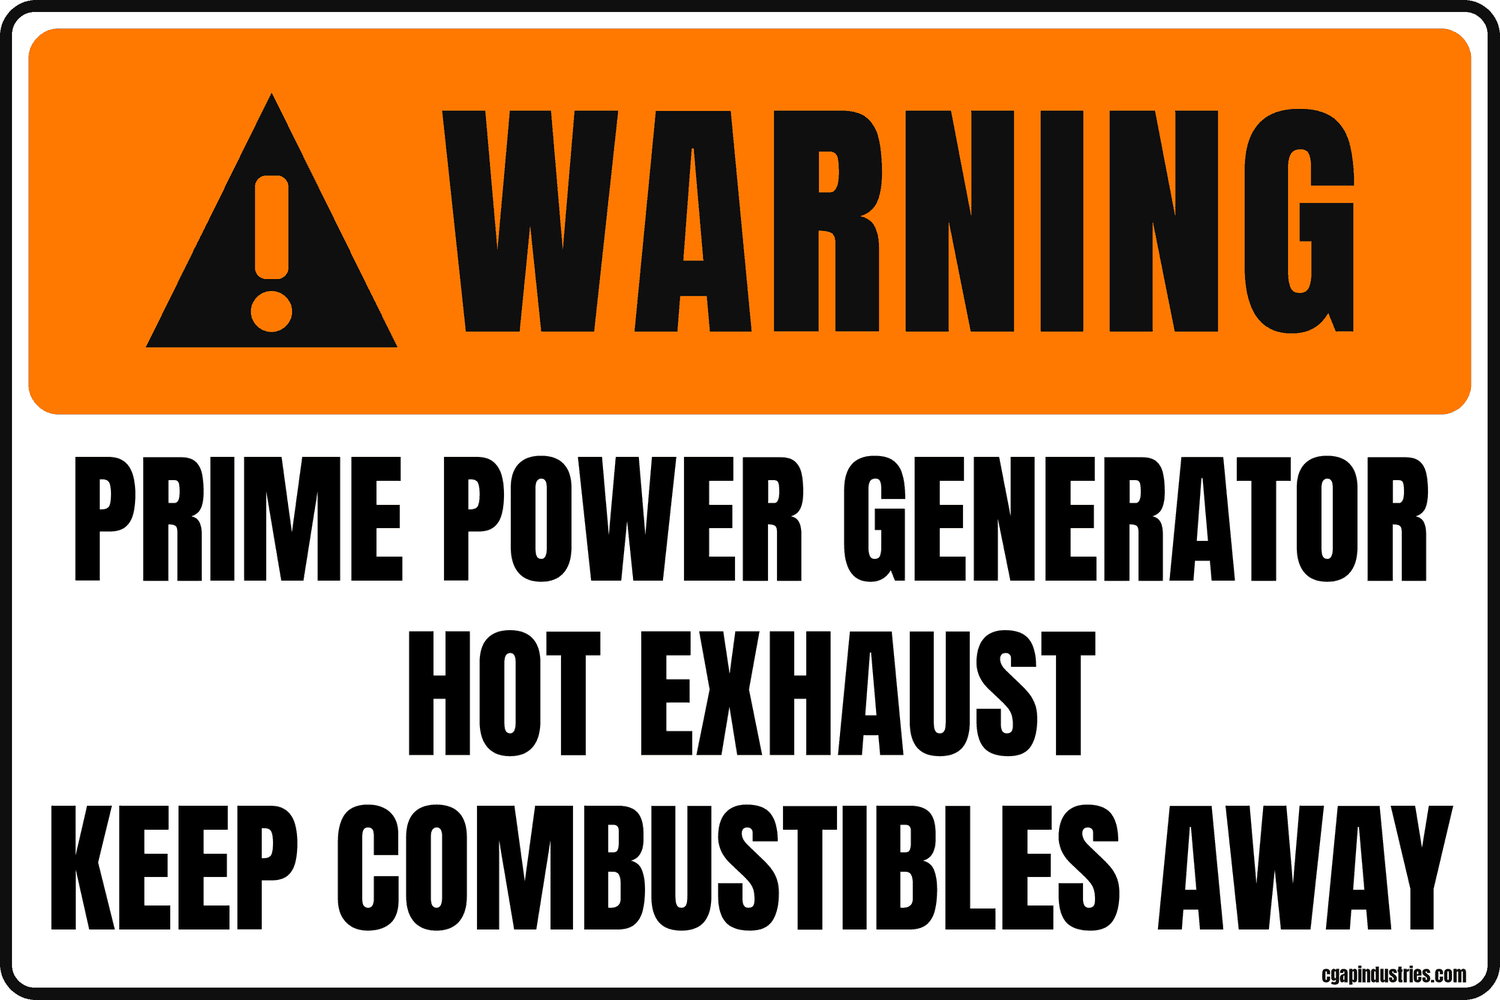 WARNING
PRIME POWER GENERATOR
HOT EXHAUST
KEEP COMBUSTIBLES AWAY
cgapindustries.com